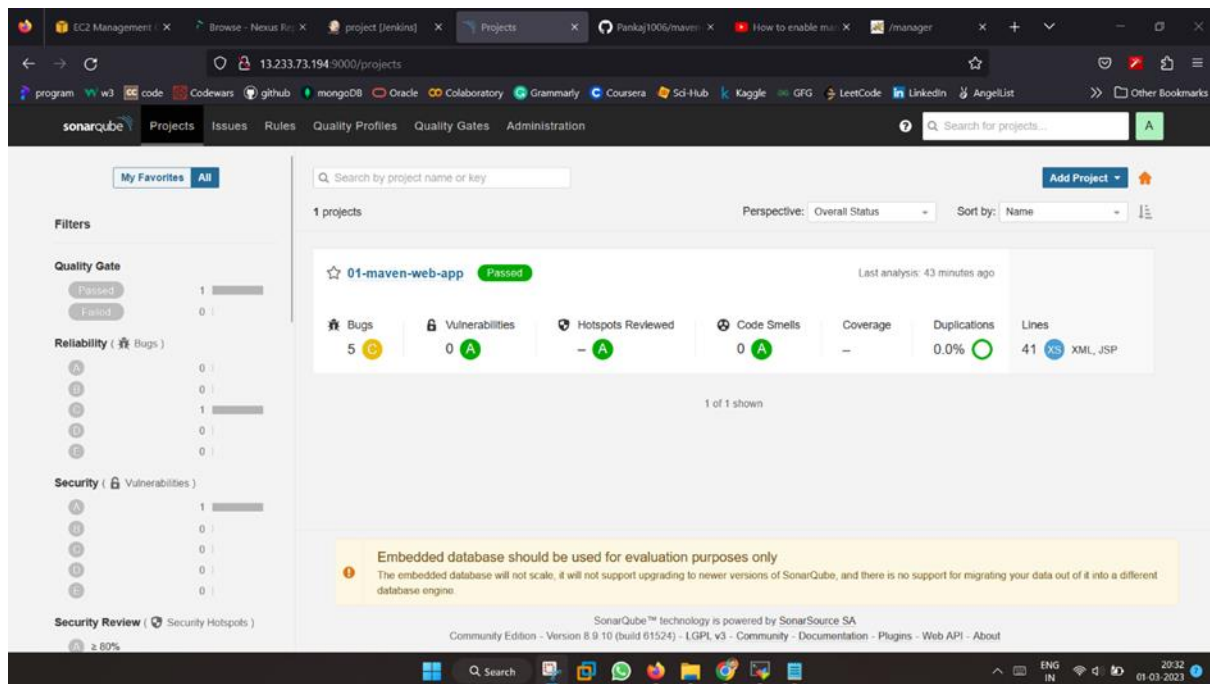 EC2 Management C
Browse - Nexus Rep
project [Jenkins]
Projects
Pankaj1006/maven-
How to enable ma
/manager
13.233.73.194:9000/projects
program
w3
code
Codewars
github
mongoDB
Oracle
Colaboratory
Grammarly
Coursera
Sci-Hub
Kaggle
GFG
LeetCode
LinkedIn
AngelList
Other Bookmarks
sonarqube
Projects
Issues
Rules
Quality Profiles
Quality Gates
Administration
Search for projects...
A
My Favorites
All
Search by project name or key
Add Project
1 projects
Perspective: Overall Status
Sort by: Name
Filters
Quality Gate
Passed 1
Failed 0
Reliability ( Bugs )
A 0
B 0
C 1
D 0
E 0
Security ( Vulnerabilities )
A 1
B 0
C 0
D 0
E 0
Security Review ( Security Hotspots )
A ≥ 80%
01-maven-web-app Passed
Last analysis: 43 minutes ago
Bugs
5 C
Vulnerabilities
0 A
Hotspots Reviewed
– A
Code Smells
0 A
Coverage
–
Duplications
0.0%
Lines
41 XS XML, JSP
1 of 1 shown
Embedded database should be used for evaluation purposes only
The embedded database will not scale, it will not support upgrading to newer versions of SonarQube, and there is no support for migrating your data out of it into a different
database engine.
SonarQube™ technology is powered by SonarSource SA
Community Edition - Version 8.9.10 (build 61524) - LGPL v3 - Community - Documentation - Plugins - Web API - About
Search
ENG
IN
20:32
01-03-2023